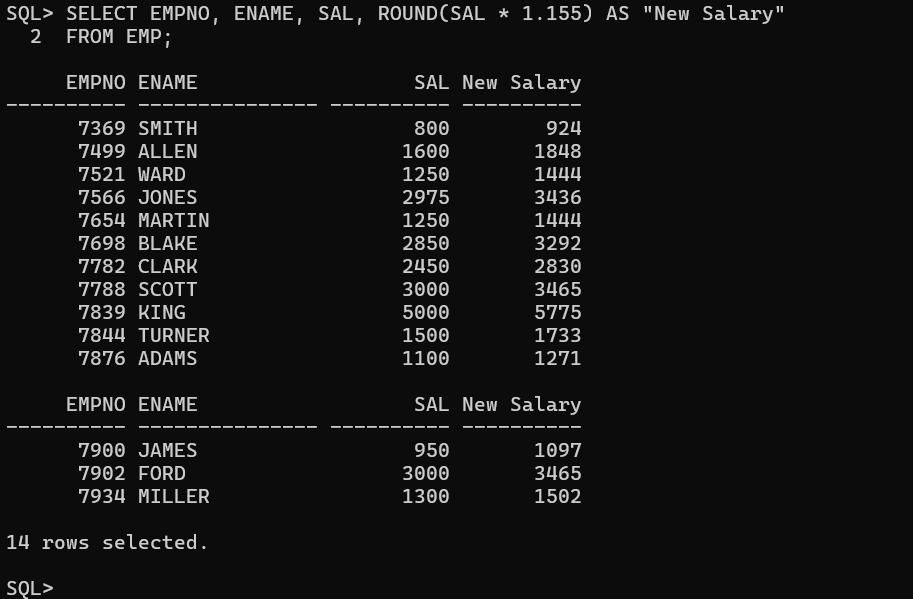 SQL> SELECT EMPNO, ENAME, SAL, ROUND(SAL * 1.155) AS "New Salary"
  2  FROM EMP;

     EMPNO ENAME                  SAL New Salary
---------- --------------- ---------- ----------
      7369 SMITH                  800        924
      7499 ALLEN                 1600       1848
      7521 WARD                  1250       1444
      7566 JONES                 2975       3436
      7654 MARTIN                1250       1444
      7698 BLAKE                 2850       3292
      7782 CLARK                 2450       2830
      7788 SCOTT                 3000       3465
      7839 KING                  5000       5775
      7844 TURNER                1500       1733
      7876 ADAMS                 1100       1271

     EMPNO ENAME                  SAL New Salary
---------- --------------- ---------- ----------
      7900 JAMES                  950       1097
      7902 FORD                  3000       3465
      7934 MILLER                1300       1502

14 rows selected.

SQL>